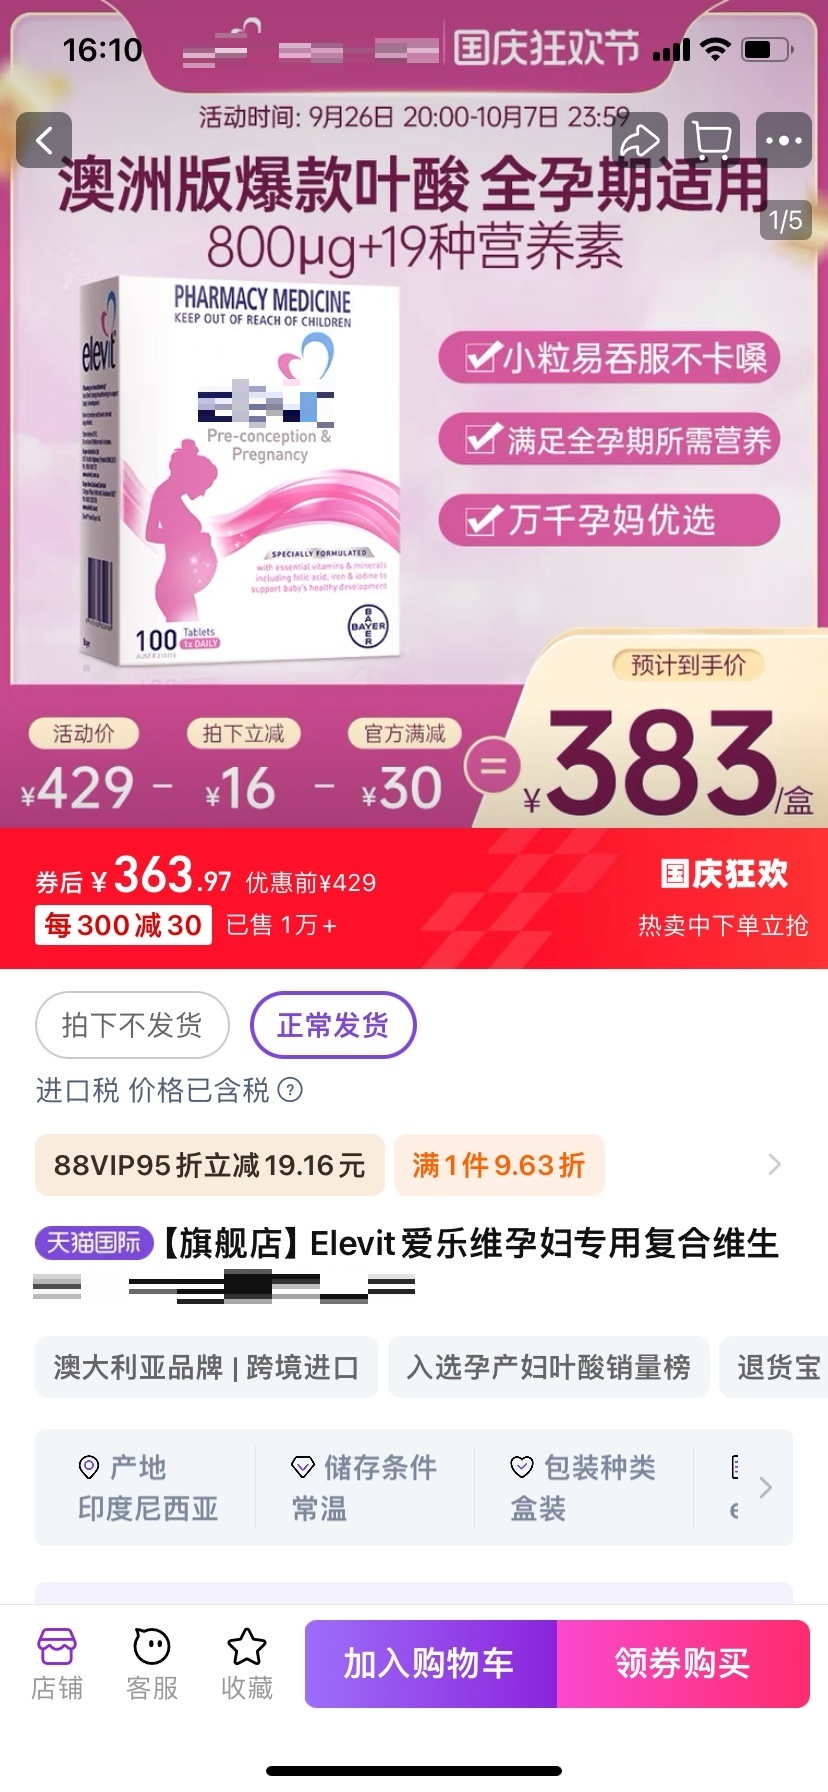 16:10
国庆狂欢节
活动时间: 9月26日 20:00-10月7日 23:59
澳洲版爆款叶酸 全孕期适用
1/5
800μg+19种营养素
PHARMACY MEDICINE
KEEP OUT OF REACH OF CHILDREN
elevit
Pre-conception &
Pregnancy
SPECIALLY FORMULATED
with essential vitamins & minerals
including folic acid, iron & iodine to
support baby's healthy development
100 Tablets
1x DAILY
BAYER
BAYER
小粒易吞服不卡嗓
满足全孕期所需营养
万千孕妈优选
预计到手价
活动价 拍下立减 官方满减
¥429 - ¥16 - ¥30 = ¥383/盒
券后 ¥363.97 优惠前¥429
国庆狂欢
每300减30 已售 1万+
热卖中下单立抢
拍下不发货 正常发货
进口税 价格已含税 ?
88VIP95折立减19.16元 满1件9.63折
天猫国际 【旗舰店】Elevit爱乐维孕妇专用复合维生
澳大利亚品牌 | 跨境进口 入选孕产妇叶酸销量榜 退货宝
产地 储存条件 包装种类
印度尼西亚 常温 盒装 e
店铺 客服 收藏 加入购物车 领券购买